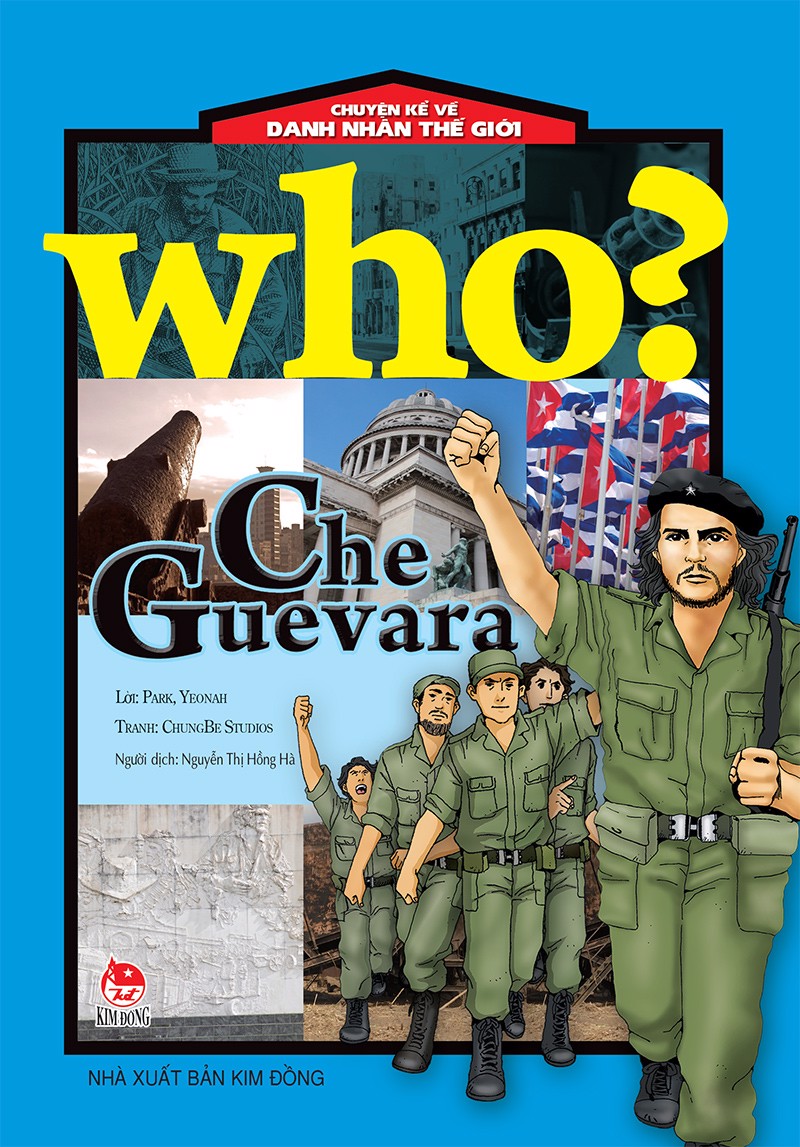 CHUYỆN KỂ VỀ
DANH NHÂN THẾ GIỚI
who?
Che
Guevara
Lời: Park, Yeonah
Tranh: ChungBe Studios
Người dịch: Nguyễn Thị Hồng Hà
KIM ĐỒNG
NHÀ XUẤT BẢN KIM ĐỒNG